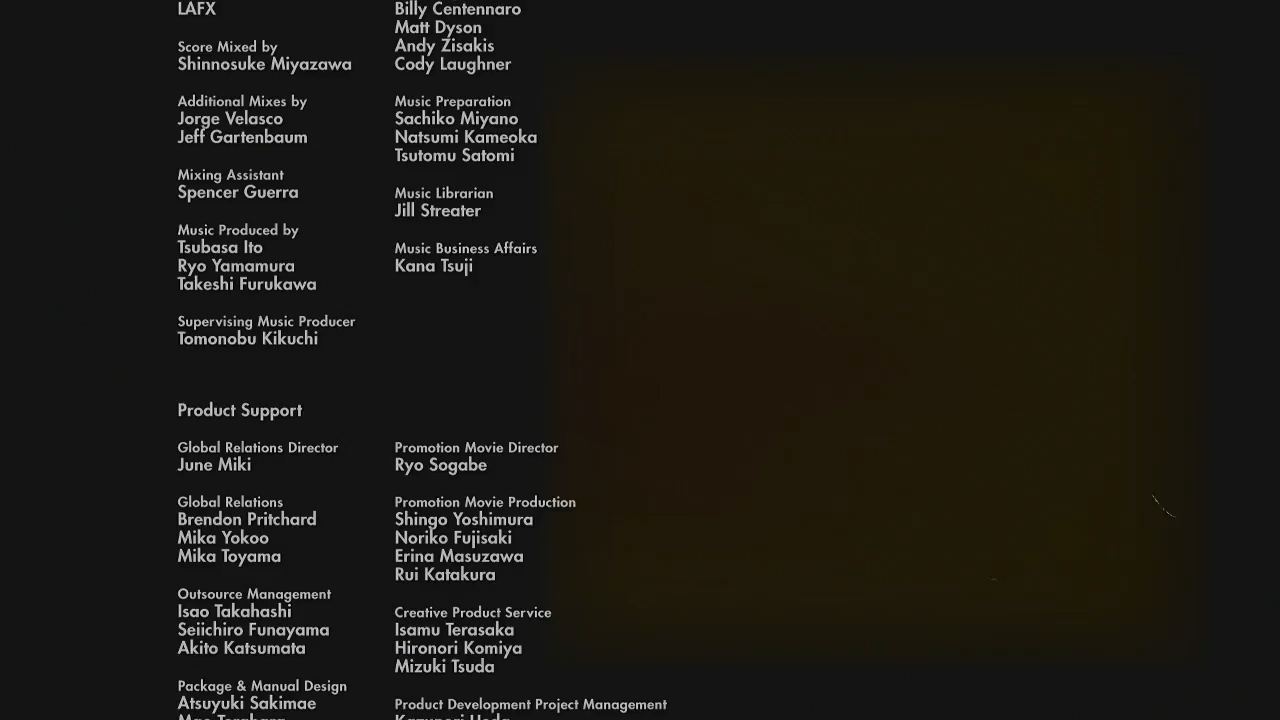 LAFX
Score Mixed by
Shinnosuke Miyazawa
Additional Mixes by
Jorge Velasco
Jeff Gartenbaum
Mixing Assistant
Spencer Guerra
Music Produced by
Tsubasa Ito
Ryo Yamamura
Takeshi Furukawa
Supervising Music Producer
Tomonobu Kikuchi
Billy Centennaro
Matt Dyson
Andy Zisakis
Cody Laughner
Music Preparation
Sachiko Miyano
Natsumi Kameoka
Tsutomu Satomi
Music Librarian
Jill Streater
Music Business Affairs
Kana Tsuji
Product Support
Global Relations Director
June Miki
Global Relations
Brendon Pritchard
Mika Yokoo
Mika Toyama
Outsource Management
Isao Takahashi
Seiichiro Funayama
Akito Katsumata
Package & Manual Design
Atsuyuki Sakimae
Promotion Movie Director
Ryo Sogabe
Promotion Movie Production
Shingo Yoshimura
Noriko Fujisaki
Erina Masuzawa
Rui Katakura
Creative Product Service
Isamu Terasaka
Hironori Komiya
Mizuki Tsuda
Product Development Project Management